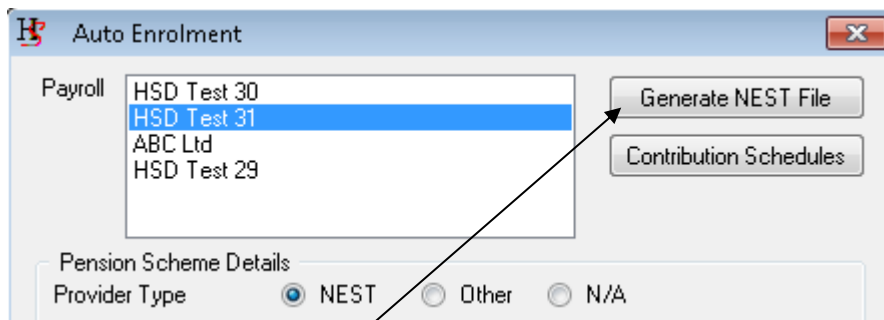 HS Auto Enrolment
Payroll
HSD Test 30
HSD Test 31
ABC Ltd
HSD Test 29
Generate NEST File
Contribution Schedules
Pension Scheme Details
Provider Type NEST Other N/A